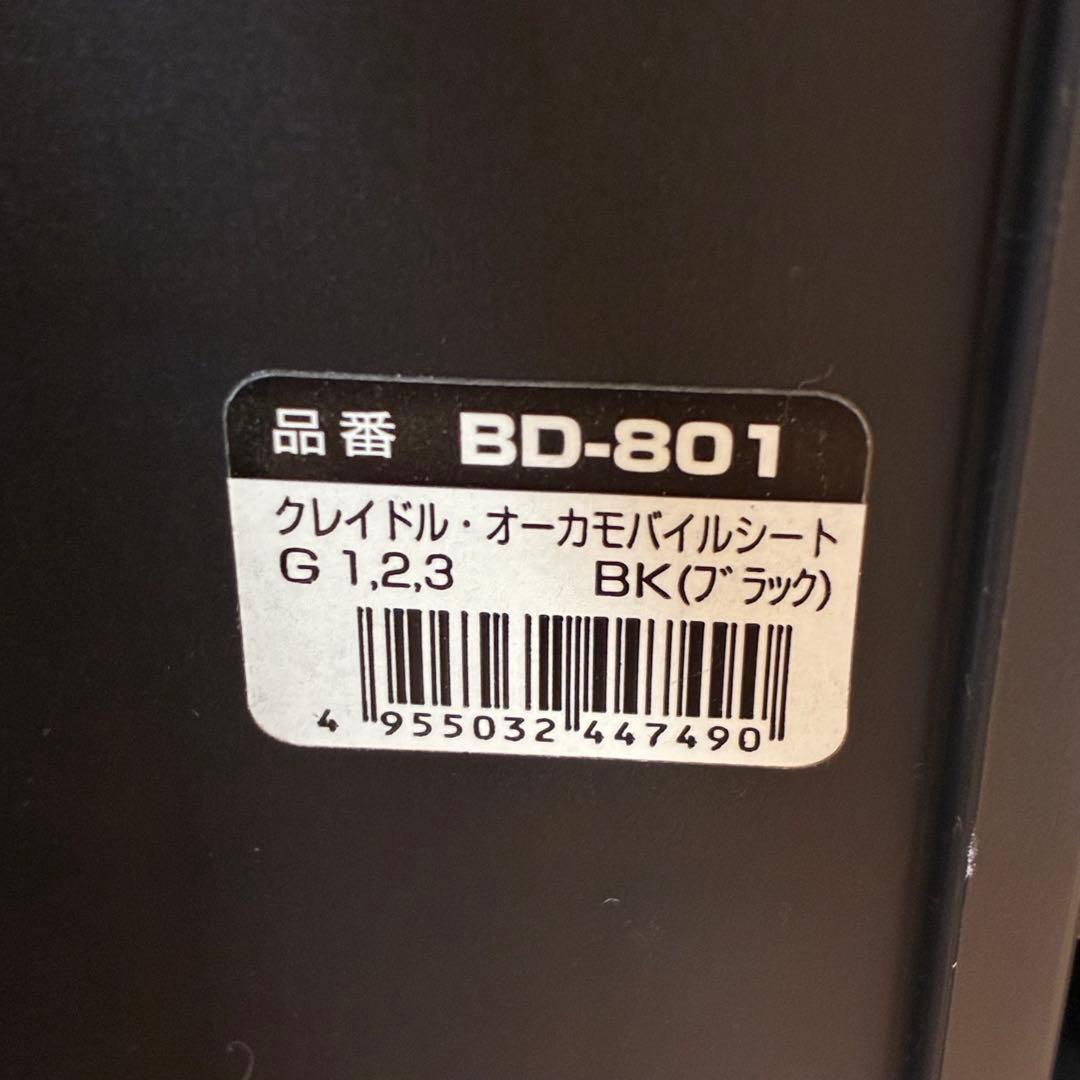 品番 BD-801
クレイドル・オーカモバイルシート
G 1,2,3 BK(ブラック)
4 955032 447490